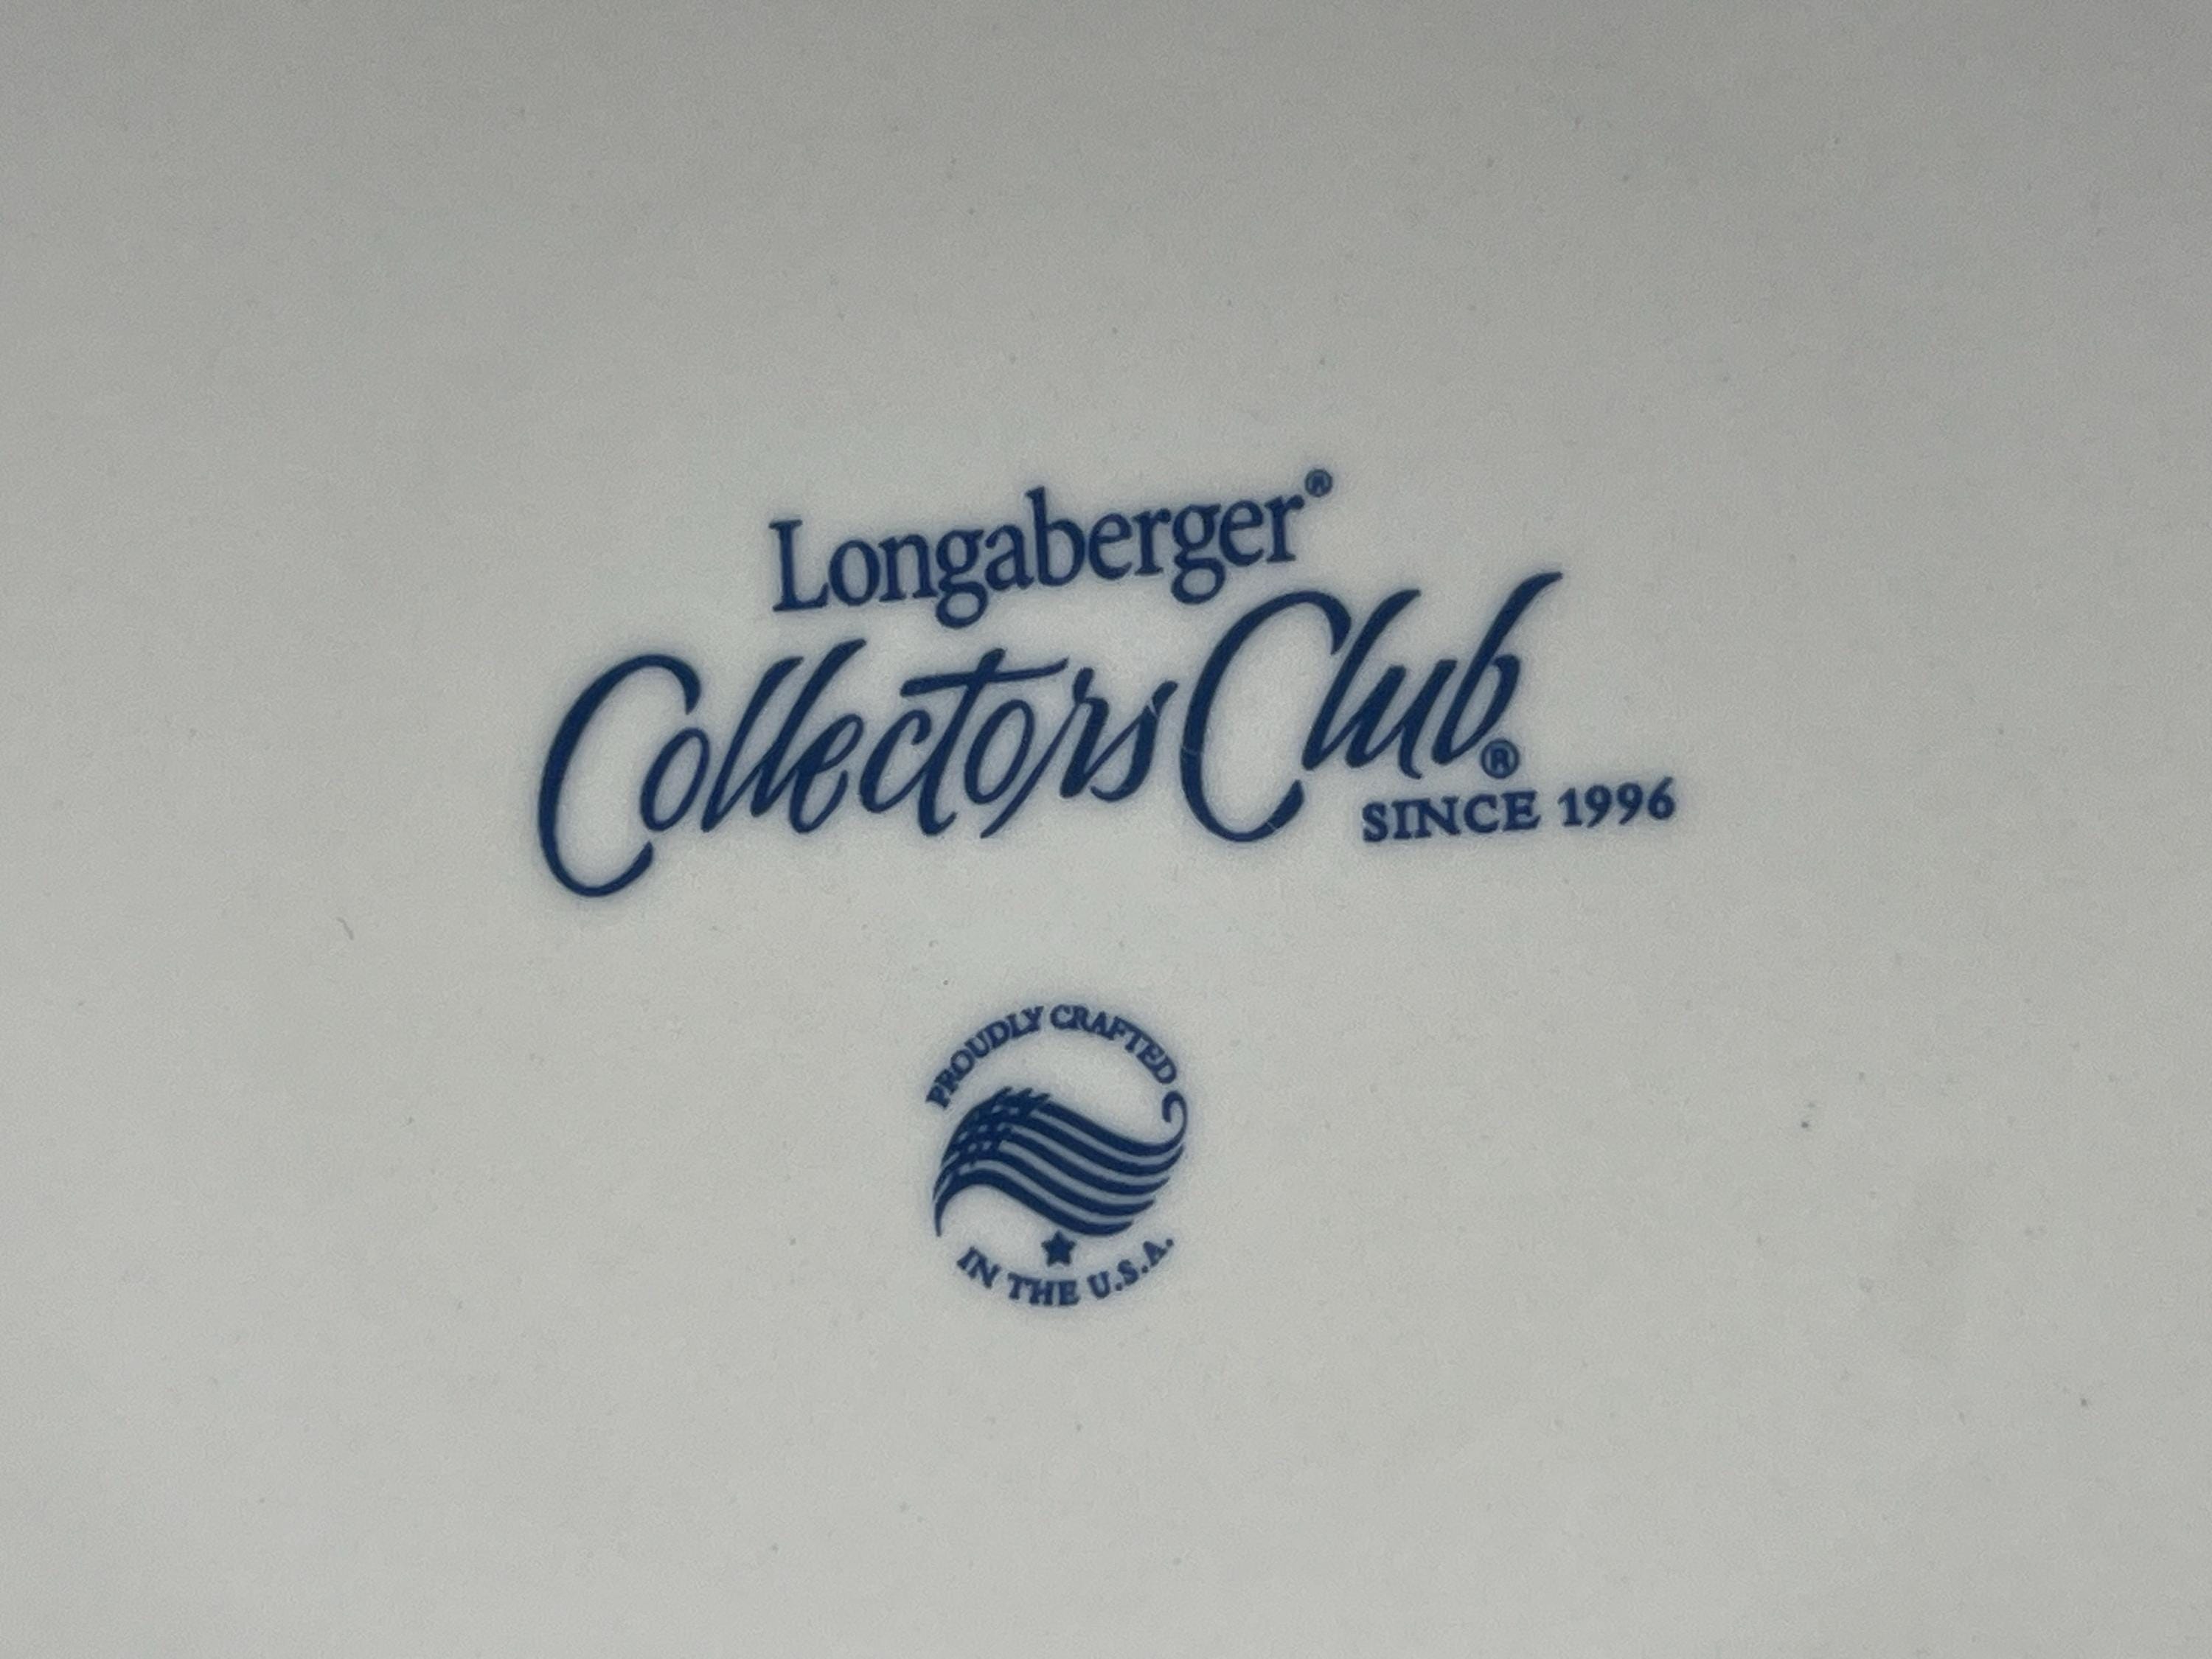 Longaberger®
Collectors Club®
SINCE 1996
PROUDLY CRAFTED
IN THE U.S.A.